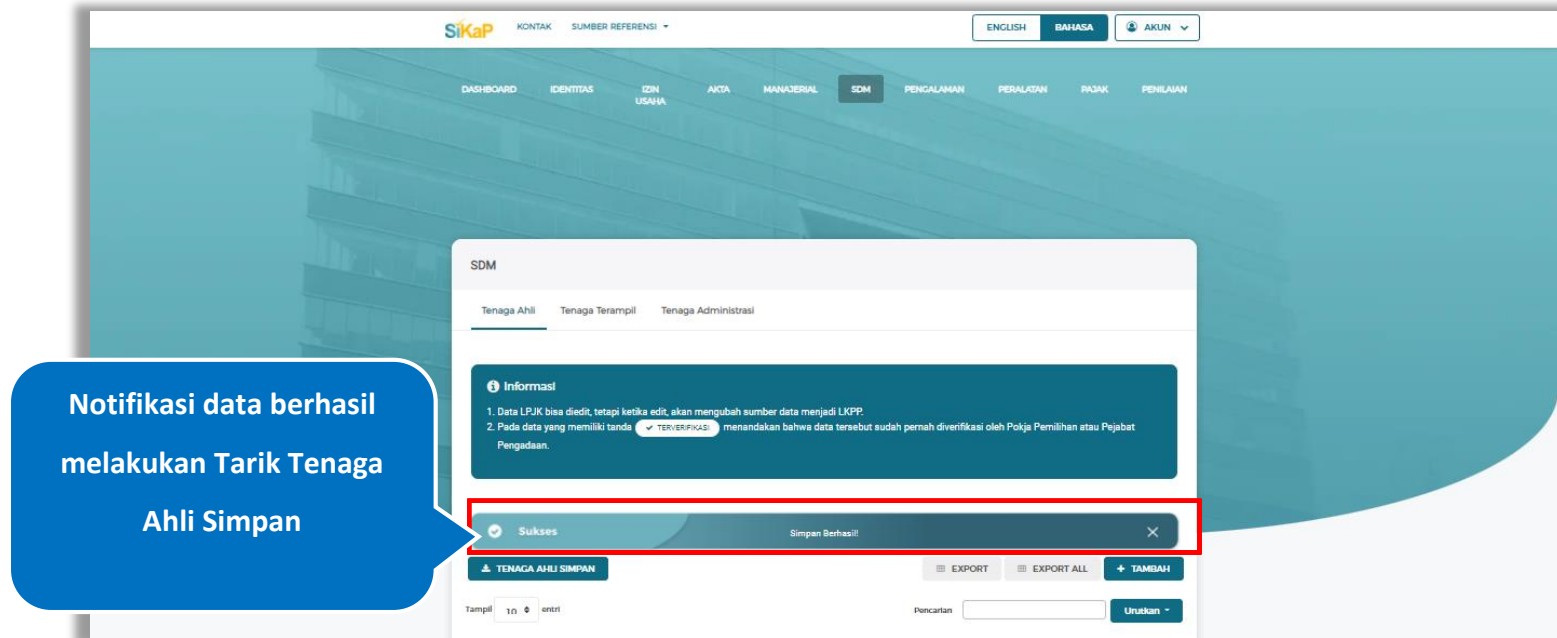 SiKaP KONTAK SUMBER REFERENSI ENGLISH BAHASA AKUN
DASHBOARD IDENTITAS IZIN USAHA AKTA MANAJERIAL SDM PENGALAMAN PERALATAN PAJAK PENILAIAN
SDM
Tenaga Ahli Tenaga Terampil Tenaga Administrasi
Informasi
1. Data LPJK bisa diedit, tetapi ketika edit, akan mengubah sumber data menjadi LKPP.
2. Pada data yang memiliki tanda TERVERIFIKASI menandakan bahwa data tersebut sudah pernah diverifikasi oleh Pokja Pemilihan atau Pejabat
Pengadaan.
Notifikasi data berhasil
melakukan Tarik Tenaga
Ahli Simpan
Sukses Simpan Berhasil!
TENAGA AHLI SIMPAN EXPORT EXPORT ALL + TAMBAH
Tampil 10 entri Pencarian Urutkan